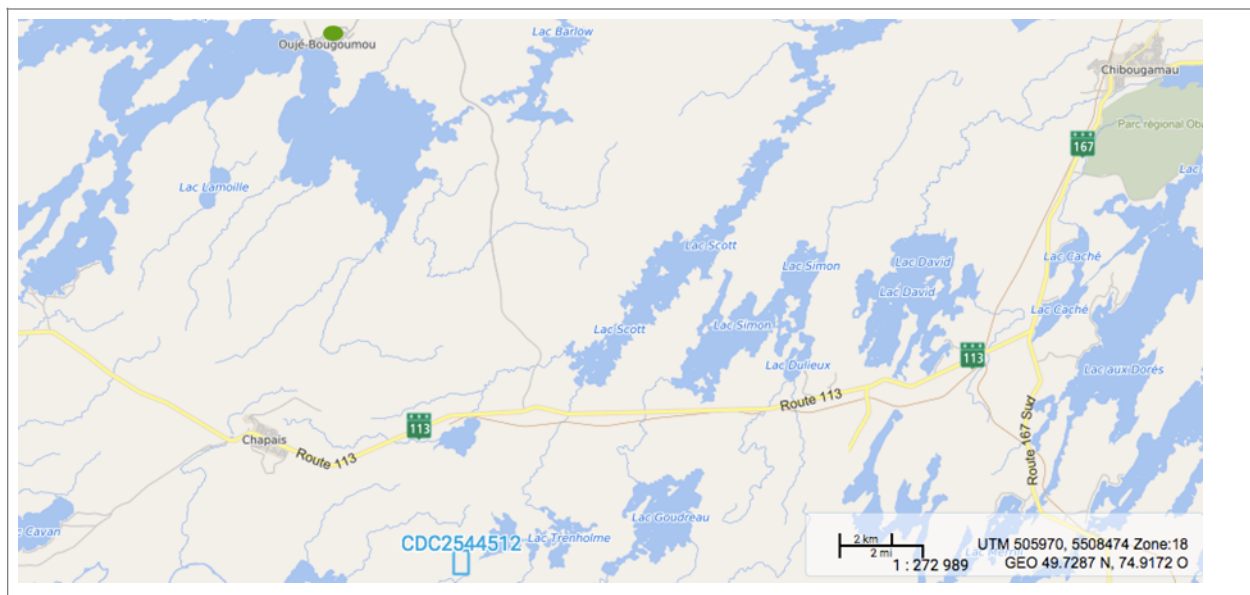 Lac Barlow
Oujé-Bougoumou
Chibougamau
Parc régional Oba
167
Lac Lamoille
Lac Scott
Lac Simon
Lac David
Lac Caché
Lac David
Lac Caché
Lac Scott
Lac Simon
113
Lac Dulieux
Lac aux Dorés
Route 113
113
Chapais
Route 113
Route 167 Sud
Lac Goudreau
Cavan
CDC2544512
Lac Trenholme
2 km
2 mi
1 : 272 989
UTM 505970, 5508474 Zone:18
GEO 49.7287 N, 74.9172 O